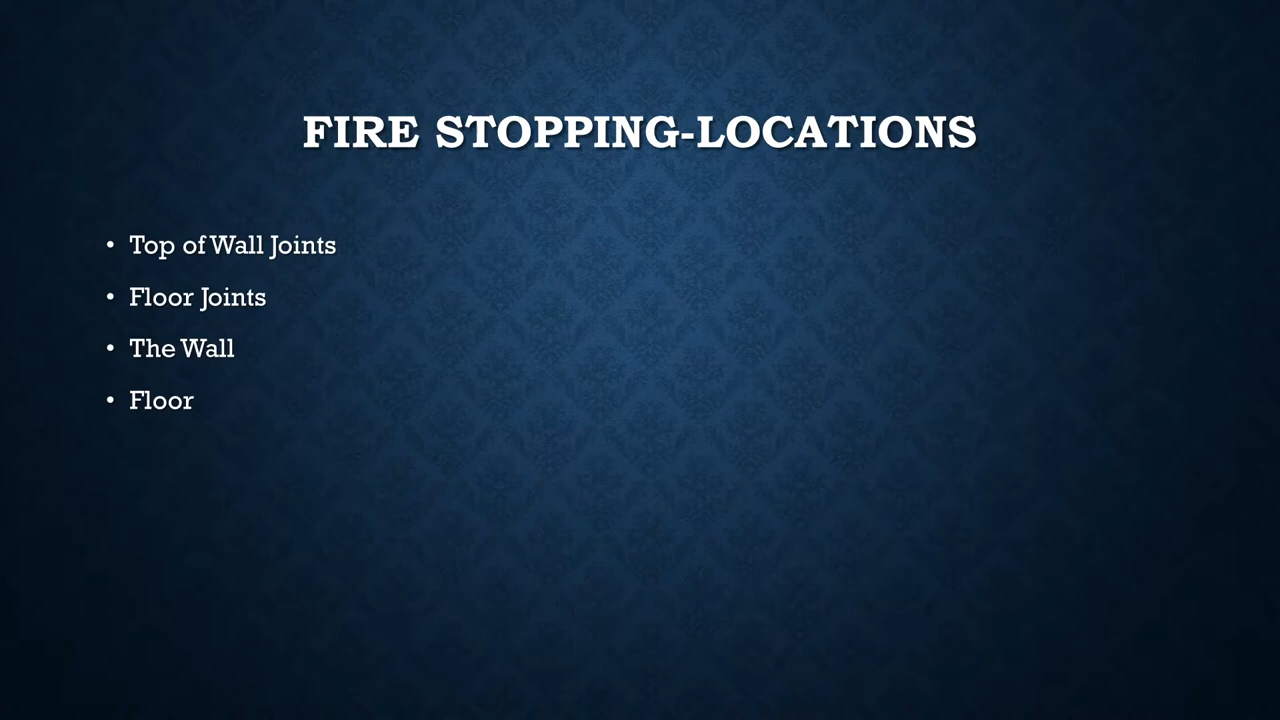 FIRE STOPPING-LOCATIONS
• Top of Wall Joints
• Floor Joints
• The Wall
• Floor